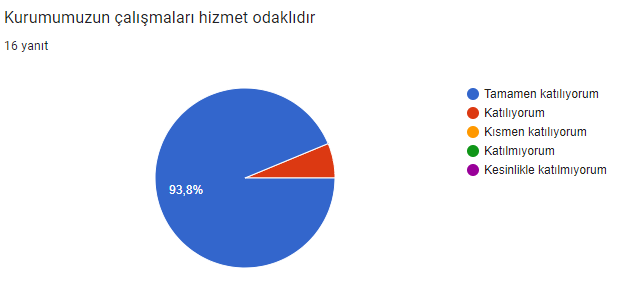 Kurumumuzun çalışmaları hizmet odaklıdır
16 yanıt
Tamamen katılıyorum
Katılıyorum
Kısmen katılıyorum
Katılmıyorum
Kesinlikle katılmıyorum
93,8%